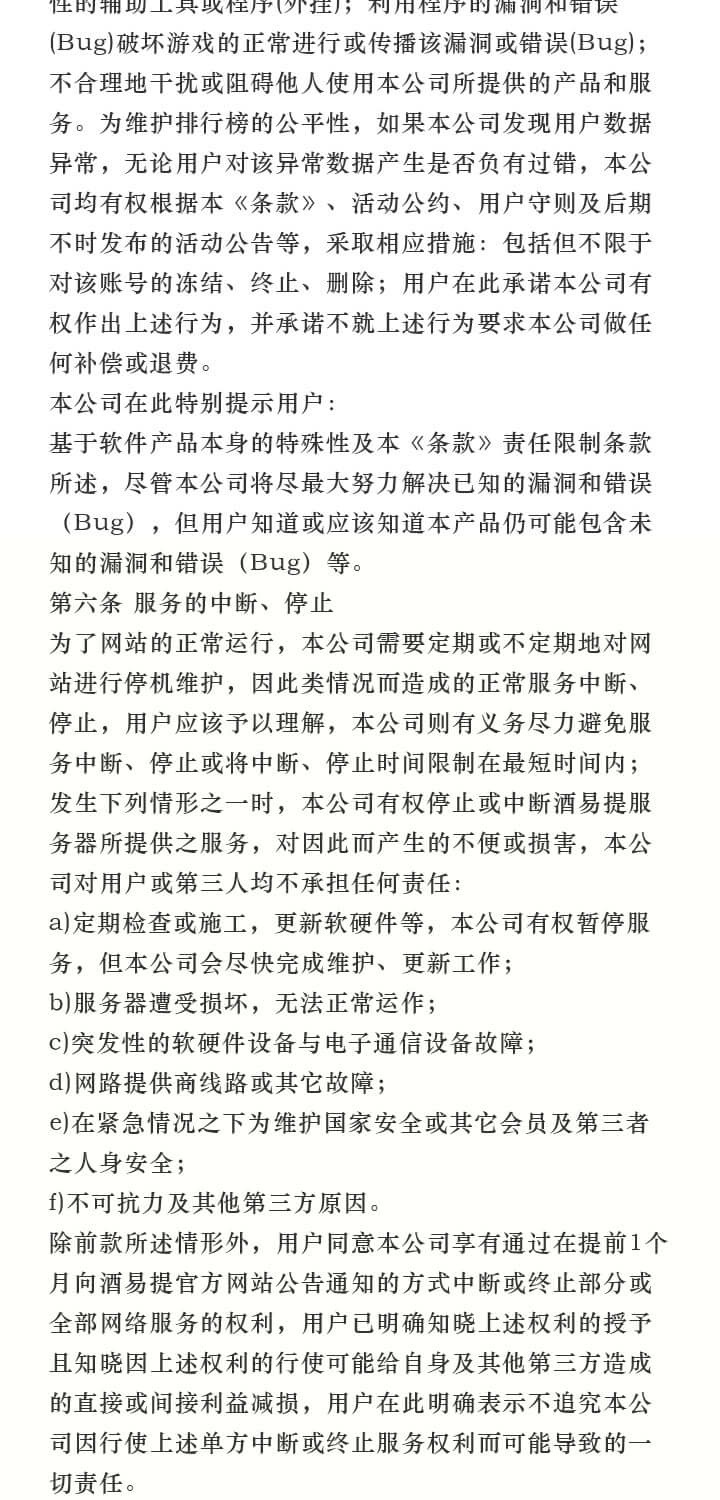 性的辅助工具或程序(外挂)；利用程序的漏洞和错误
(Bug)破坏游戏的正常进行或传播该漏洞或错误(Bug)；
不合理地干扰或阻碍他人使用本公司所提供的产品和服
务。为维护排行榜的公平性，如果本公司发现用户数据
异常，无论用户对该异常数据产生是否负有过错，本公
司均有权根据本《条款》、活动公约、用户守则及后期
不时发布的活动公告等，采取相应措施：包括但不限于
对该账号的冻结、终止、删除；用户在此承诺本公司有
权作出上述行为，并承诺不就上述行为要求本公司做任
何补偿或退费。
本公司在此特别提示用户：
基于软件产品本身的特殊性及本《条款》责任限制条款
所述，尽管本公司将尽最大努力解决已知的漏洞和错误
（Bug），但用户知道或应该知道本产品仍可能包含未
知的漏洞和错误（Bug）等。
第六条 服务的中断、停止
为了网站的正常运行，本公司需要定期或不定期地对网
站进行停机维护，因此类情况而造成的正常服务中断、
停止，用户应该予以理解，本公司则有义务尽力避免服
务中断、停止或将中断、停止时间限制在最短时间内；
发生下列情形之一时，本公司有权停止或中断酒易提服
务器所提供之服务，对因此而产生的不便或损害，本公
司对用户或第三人均不承担任何责任：
a)定期检查或施工，更新软硬件等，本公司有权暂停服
务，但本公司会尽快完成维护、更新工作；
b)服务器遭受损坏，无法正常运作；
c)突发性的软硬件设备与电子通信设备故障；
d)网路提供商线路或其它故障；
e)在紧急情况之下为维护国家安全或其它会员及第三者
之人身安全；
f)不可抗力及其他第三方原因。
除前款所述情形外，用户同意本公司享有通过在提前1个
月向酒易提官方网站公告通知的方式中断或终止部分或
全部网络服务的权利，用户已明确知晓上述权利的授予
且知晓因上述权利的行使可能给自身及其他第三方造成
的直接或间接利益减损，用户在此明确表示不追究本公
司因行使上述单方中断或终止服务权利而可能导致的一
切责任。